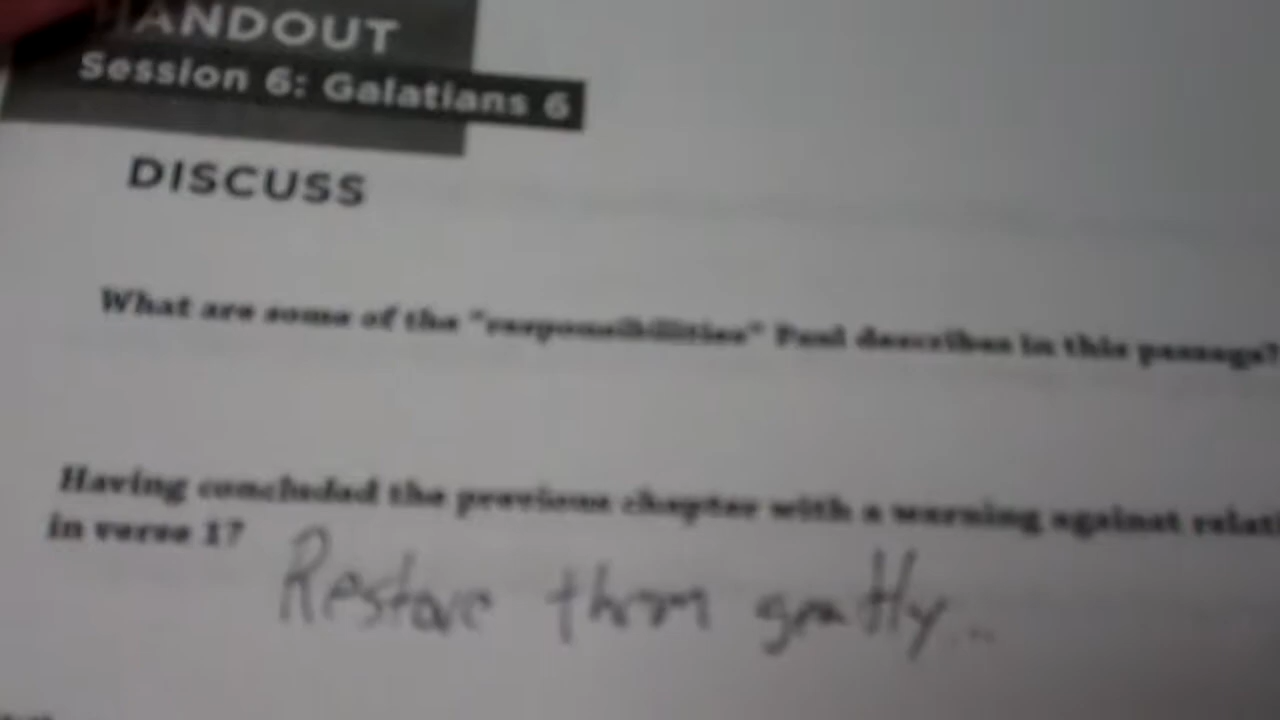 HANDOUT
Session 6: Galatians 6
DISCUSS
What are some of the "responsibilities" Paul describes in this passage?
Having concluded the previous chapter with a warning against
in verse 1?
Restore them gently...